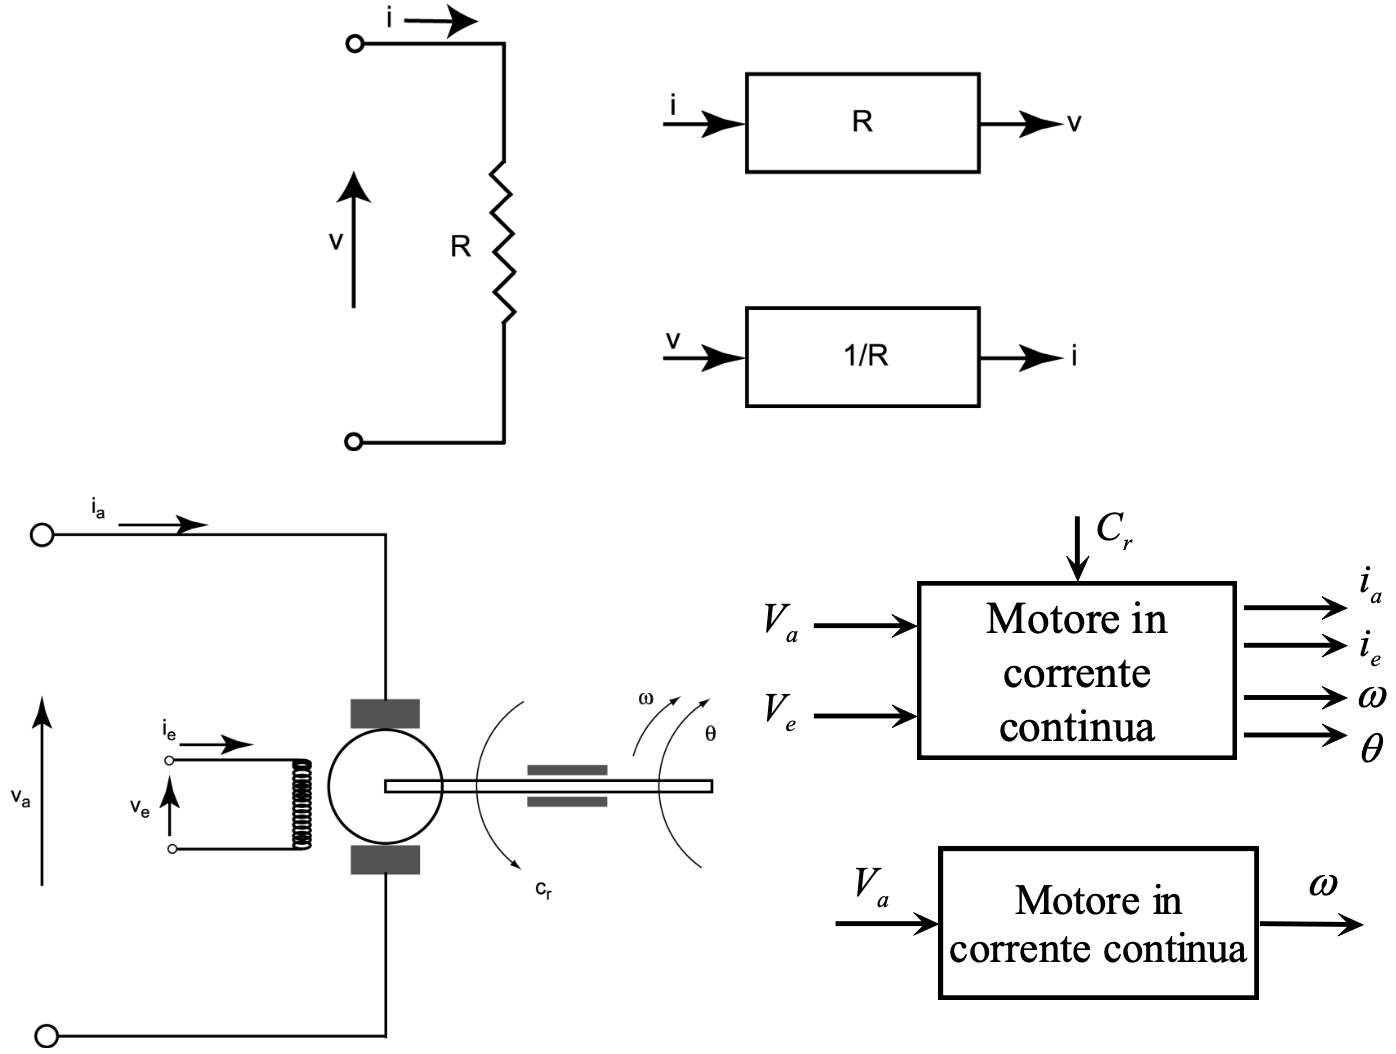 i
v
R
i
R
v
v
1/R
i
i_a
v_a
i_e
v_e
ω
θ
c_r
C_r
V_a
V_e
Motore in
corrente
continua
i_a
i_e
ω
θ
V_a
Motore in
corrente continua
ω